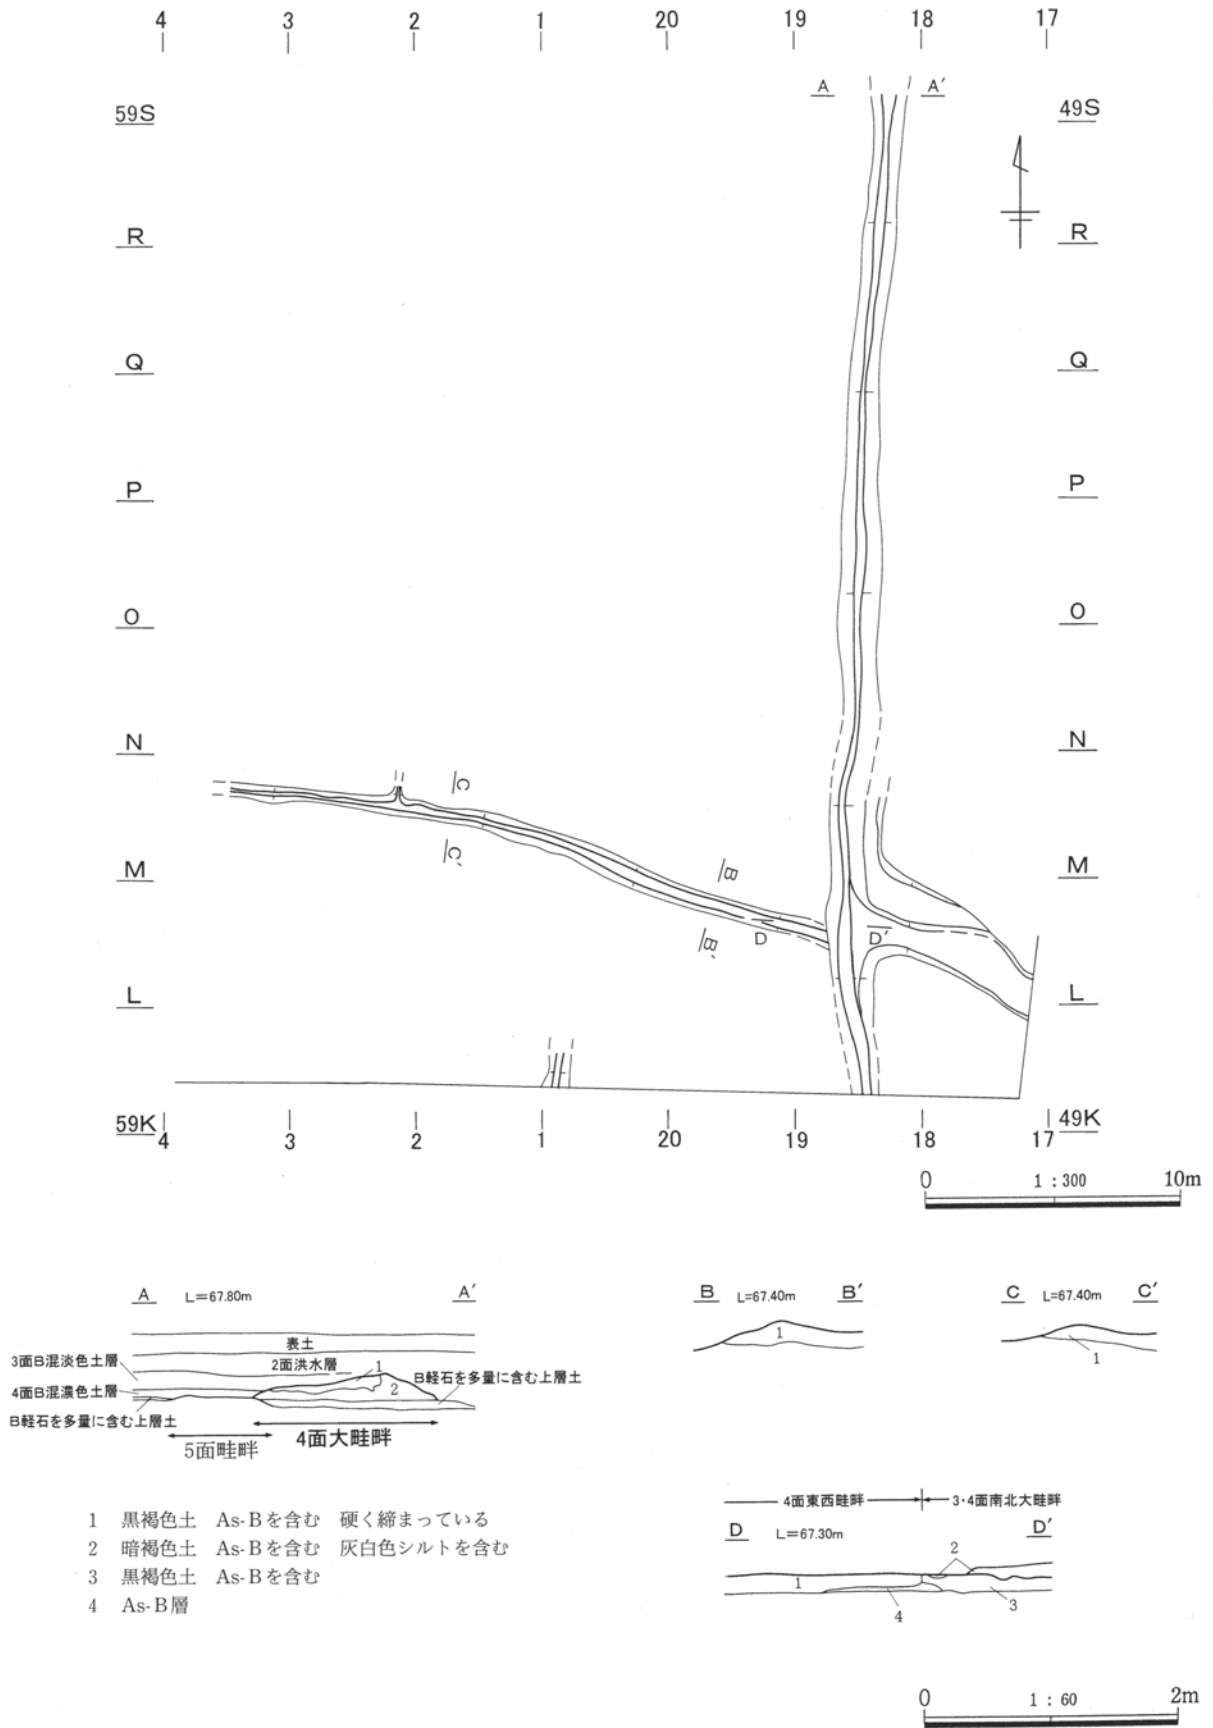 4 3 2 1 20 19 18 17
A A′
59S 49S
R R
Q Q
P P
O O
N N
C
C′
M M
B
B′
D D′
L L
59K 49K
4 3 2 1 20 19 18 17
0 1:300 10m
A L=67.80m A′
表土
3面B混淡色土層
2面洪水層
1
4面B混濃色土層
2
B軽石を多量に含む上層土
B軽石を多量に含む上層土
5面畦畔
4面大畦畔
B L=67.40m B′
1
C L=67.40m C′
1
4面東西畦畔 3・4面南北大畦畔
D L=67.30m D′
2
1
4
3
1 黒褐色土 As-Bを含む 硬く締まっている
2 暗褐色土 As-Bを含む 灰白色シルトを含む
3 黒褐色土 As-Bを含む
4 As-B層
0 1:60 2m